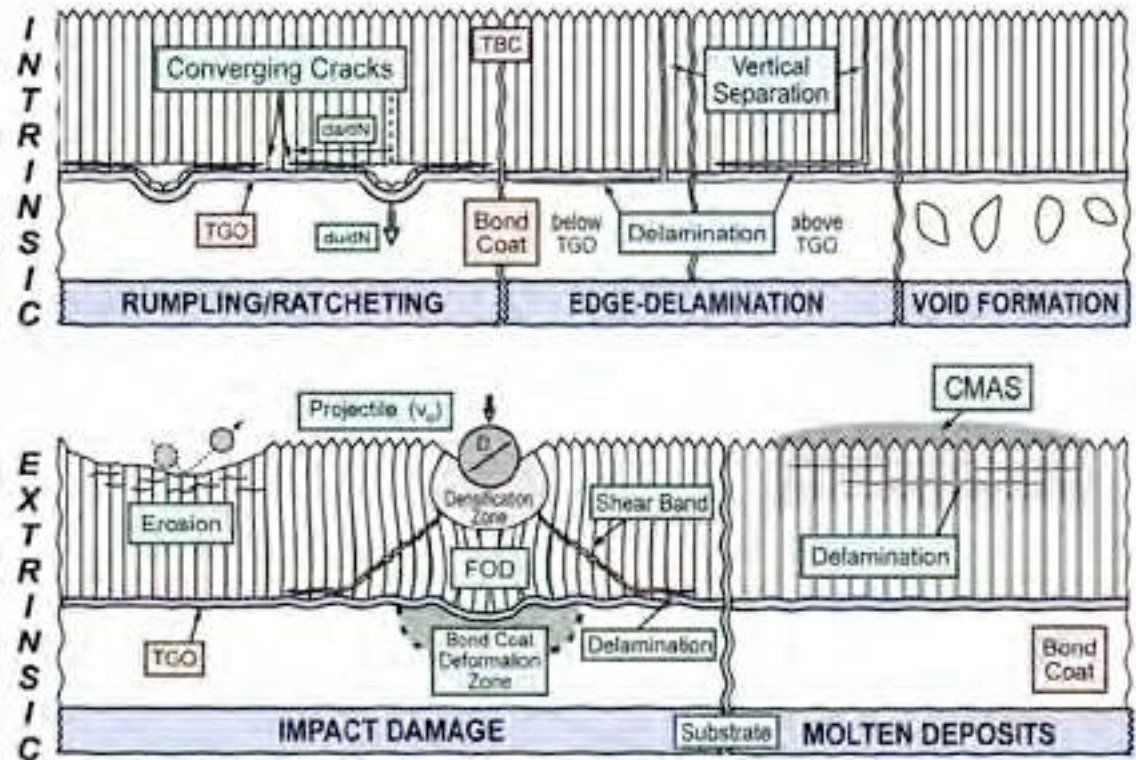 INTRINSIC
TBC
Converging Cracks
Vertical
Separation
da/dN
TGO
du/dN
Bond
Coat
below
TGO
Delamination
above
TGO
RUMPLING/RATCHETING
EDGE-DELAMINATION
VOID FORMATION
EXTRINSIC
CMAS
Projectile (vₒ)
D
Densification
Zone
Shear Band
Erosion
Delamination
FOD
TGO
Bond Coat
Deformation
Zone
Delamination
Bond
Coat
IMPACT DAMAGE
Substrate
MOLTEN DEPOSITS